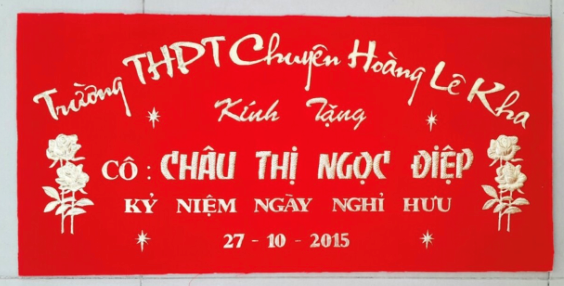 Trường THPT Chuyên Hoàng Lê Kha
Kính Tặng
CÔ : CHÂU THỊ NGỌC ĐIỆP
KỶ NIỆM NGÀY NGHỈ HƯU
27 - 10 - 2015